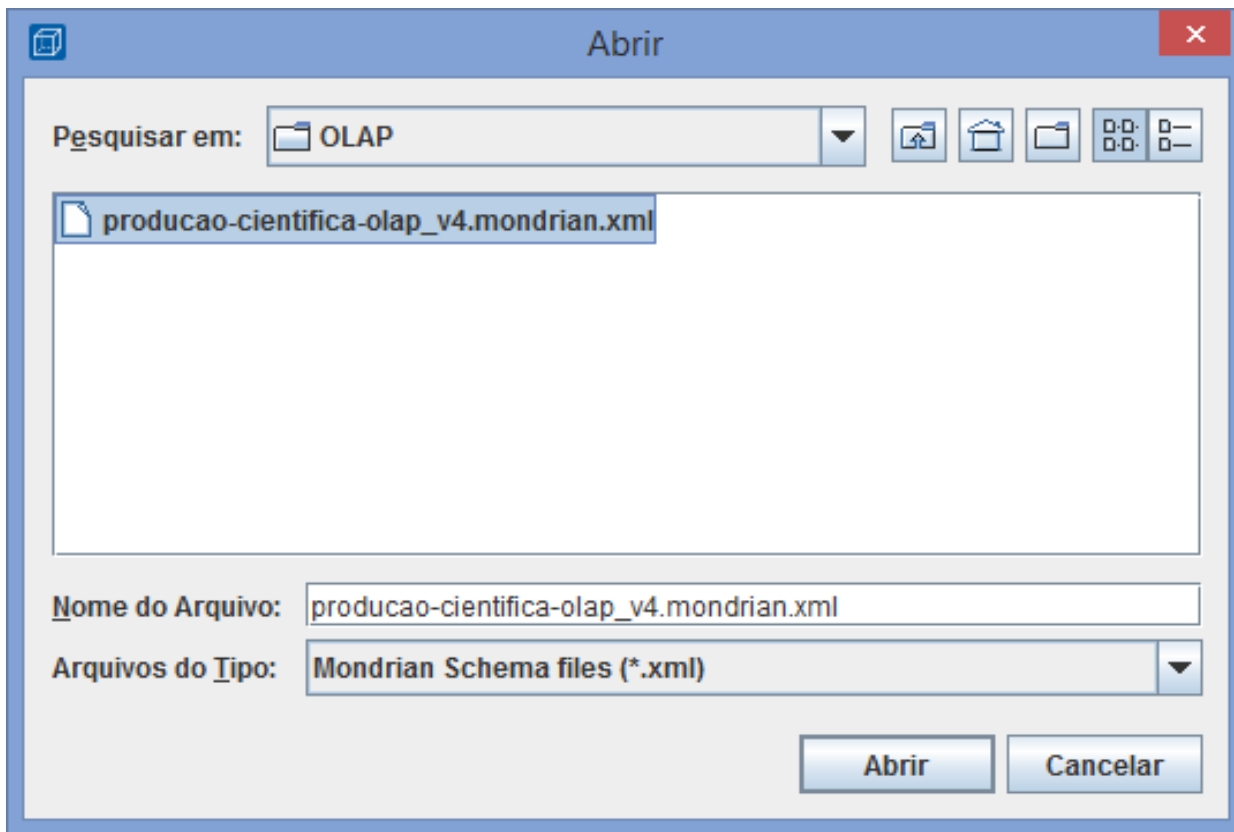 Abrir
Pesquisar em: OLAP
producao-cientifica-olap_v4.mondrian.xml
Nome do Arquivo: producao-cientifica-olap_v4.mondrian.xml
Arquivos do Tipo: Mondrian Schema files (*.xml)
Abrir Cancelar